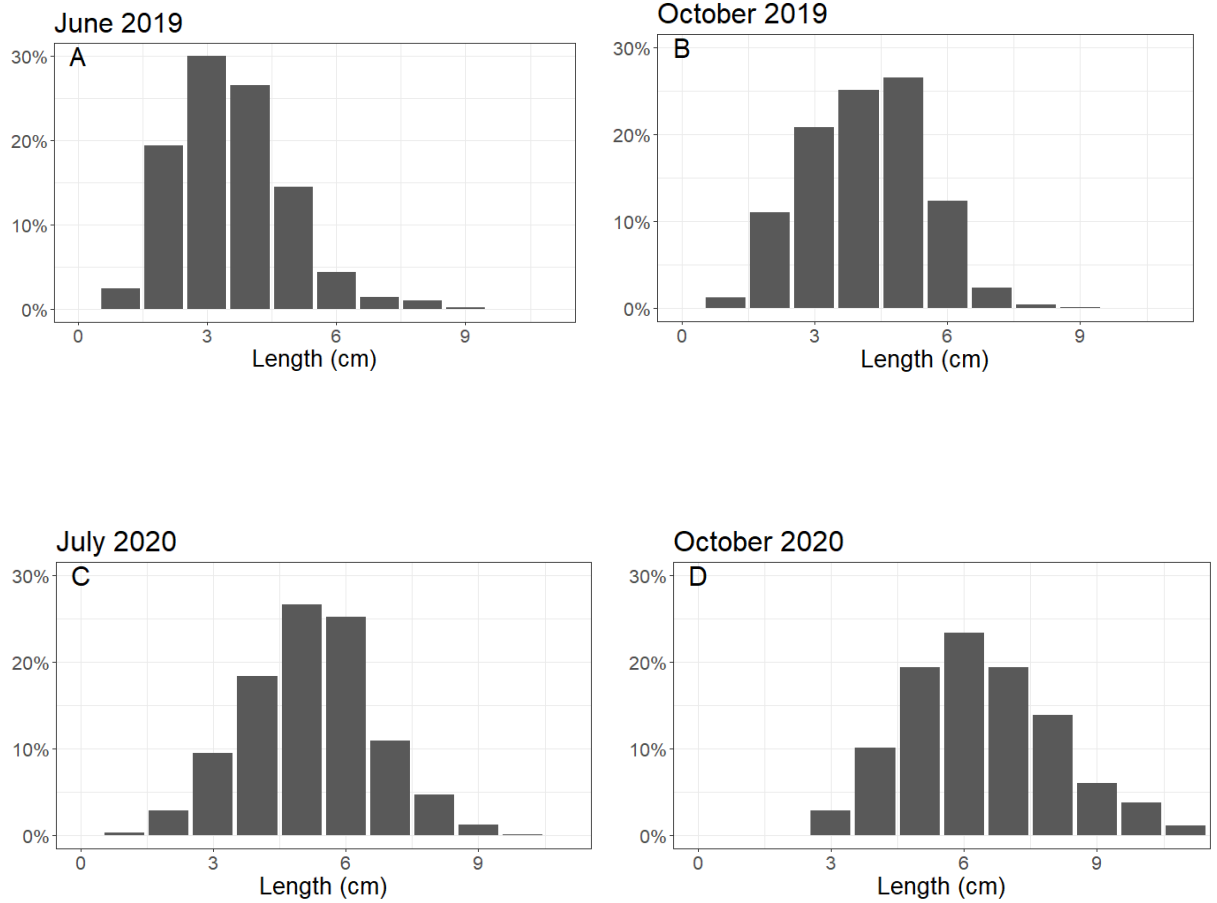 June 2019
A
30%
20%
10%
0%
0 3 6 9
Length (cm)
October 2019
B
30%
20%
10%
0%
0 3 6 9
Length (cm)
July 2020
C
30%
20%
10%
0%
0 3 6 9
Length (cm)
October 2020
D
30%
20%
10%
0%
0 3 6 9
Length (cm)